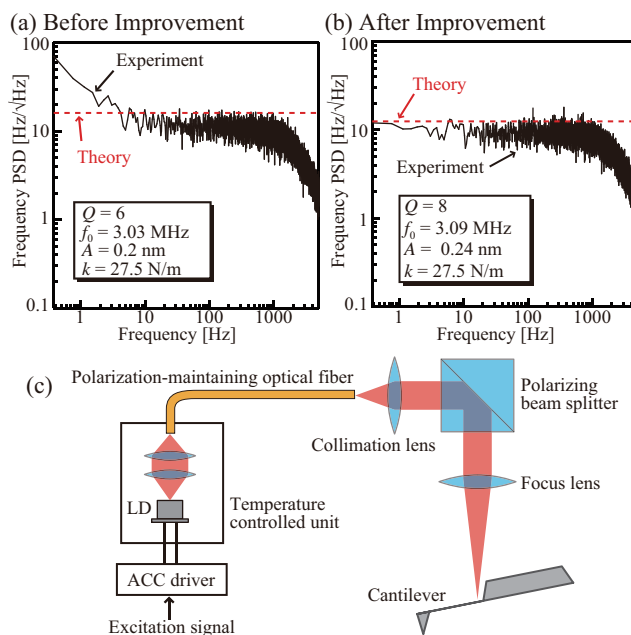 (a) Before Improvement
Frequency PSD [Hz/√Hz]
100
10
1
0.1
Experiment
Theory
Q = 6
f₀ = 3.03 MHz
A = 0.2 nm
k = 27.5 N/m
1 10 100 1000
Frequency [Hz]
(b) After Improvement
Frequency PSD [Hz/√Hz]
100
10
1
0.1
Theory
Experiment
Q = 8
f₀ = 3.09 MHz
A = 0.24 nm
k = 27.5 N/m
1 10 100 1000
Frequency [Hz]
(c)
Polarization-maintaining optical fiber
Collimation lens
Polarizing
beam splitter
Focus lens
LD
Temperature
controlled unit
ACC driver
Excitation signal
Cantilever